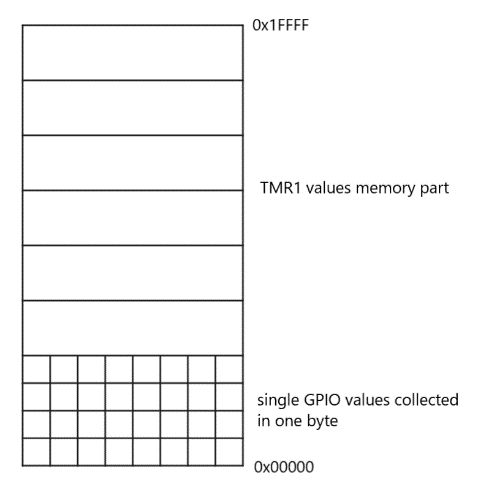 0x1FFFF
TMR1 values memory part
single GPIO values collected
in one byte
0x00000